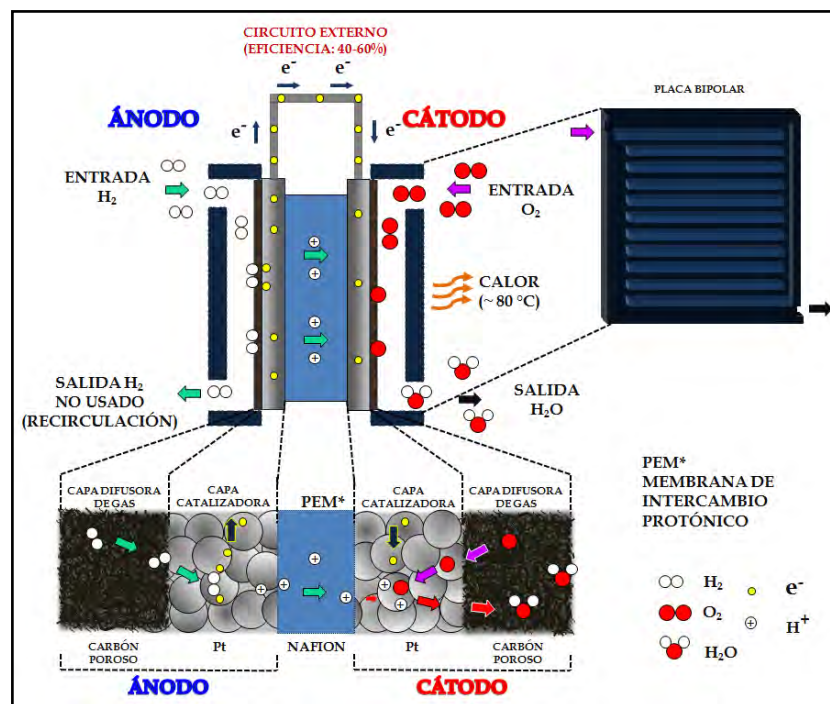 CIRCUITO EXTERNO
(EFICIENCIA: 40-60%)
e⁻ e⁻
ÁNODO
CÁTODO
e⁻
e⁻
PLACA BIPOLAR
ENTRADA
H₂
ENTRADA
O₂
H⁺
H⁺
H⁺
H⁺
CALOR
(~ 80 °C)
SALIDA H₂
NO USADO
(RECIRCULACIÓN)
SALIDA
H₂O
CAPA DIFUSORA
DE GAS
CAPA
CATALIZADORA
PEM*
CAPA
CATALIZADORA
CAPA DIFUSORA
DE GAS
CARBÓN
POROSO
Pt
NAFION
Pt
CARBÓN
POROSO
ÁNODO
CÁTODO
PEM*
MEMBRANA DE
INTERCAMBIO
PROTÓNICO
H₂
e⁻
O₂
H⁺
H₂O